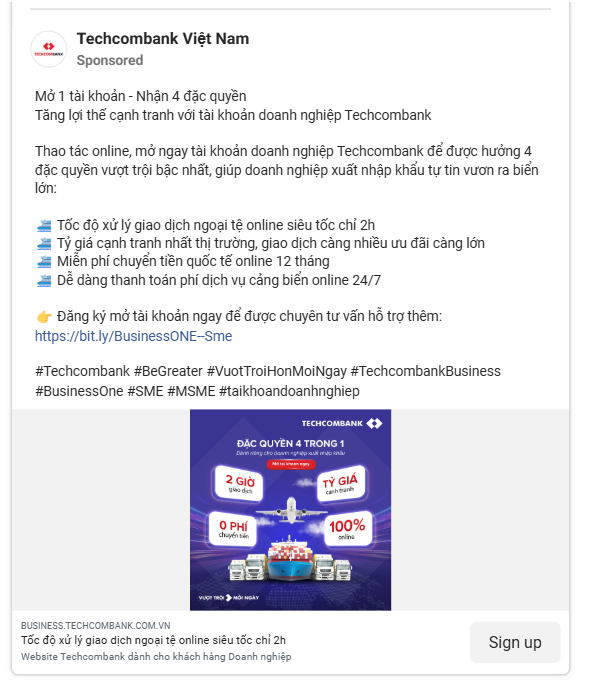 Techcombank Việt Nam
TECHCOMBANK
Sponsored
Mở 1 tài khoản - Nhận 4 đặc quyền
Tăng lợi thế cạnh tranh với tài khoản doanh nghiệp Techcombank
Thao tác online, mở ngay tài khoản doanh nghiệp Techcombank để được hưởng 4
đặc quyền vượt trội bậc nhất, giúp doanh nghiệp xuất nhập khẩu tự tin vươn ra biển
lớn:
🚢 Tốc độ xử lý giao dịch ngoại tệ online siêu tốc chỉ 2h
🚢 Tỷ giá cạnh tranh nhất thị trường, giao dịch càng nhiều ưu đãi càng lớn
🚢 Miễn phí chuyển tiền quốc tế online 12 tháng
🚢 Dễ dàng thanh toán phí dịch vụ cảng biển online 24/7
👉 Đăng ký mở tài khoản ngay để được chuyên tư vấn hỗ trợ thêm:
https://bit.ly/BusinessONE–Sme
#Techcombank #BeGreater #VuotTroiHonMoiNgay #TechcombankBusiness
#BusinessOne #SME #MSME #taikhoandoanhnghiep
TECHCOMBANK
ĐẶC QUYỀN 4 TRONG 1
Dành riêng cho doanh nghiệp xuất nhập khẩu
Mở tài khoản ngay
2 GIỜ
giao dịch
TỶ GIÁ
cạnh tranh
0 PHÍ
chuyển tiền
100%
online
VƯỢT TRỘI MỖI NGÀY
BUSINESS.TECHCOMBANK.COM.VN
Tốc độ xử lý giao dịch ngoại tệ online siêu tốc chỉ 2h
Website Techcombank dành cho khách hàng Doanh nghiệp
Sign up